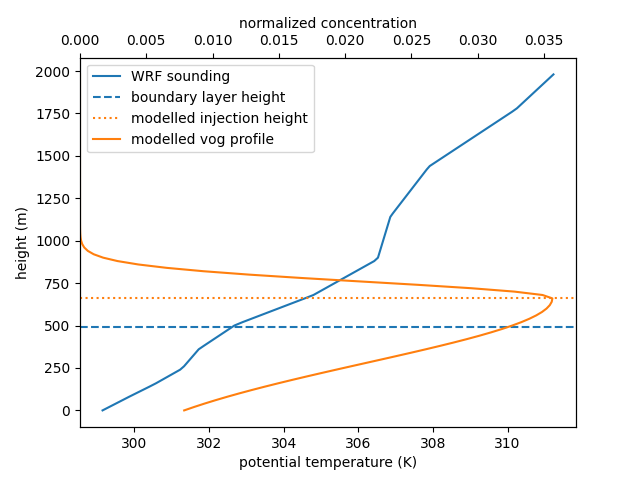 normalized concentration
0.000 0.005 0.010 0.015 0.020 0.025 0.030 0.035
WRF sounding
boundary layer height
modelled injection height
modelled vog profile
2000
1750
1500
1250
1000
750
500
250
0
height (m)
300 302 304 306 308 310
potential temperature (K)